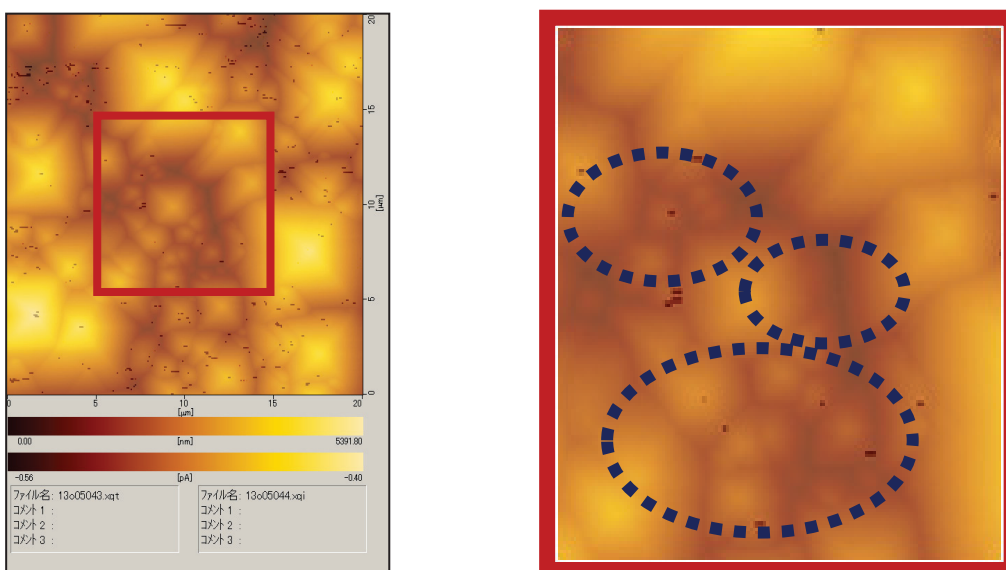 20
15
10
[μm]
5
0
0 5 10 15 20
[μm]
0.00 [nm] 5391.80
-0.56 [pA] -0.40
ファイル名: 13o05043.xqt
コメント 1 :
コメント 2 :
コメント 3 :
ファイル名: 13o05044.xqi
コメント 1 :
コメント 2 :
コメント 3 :